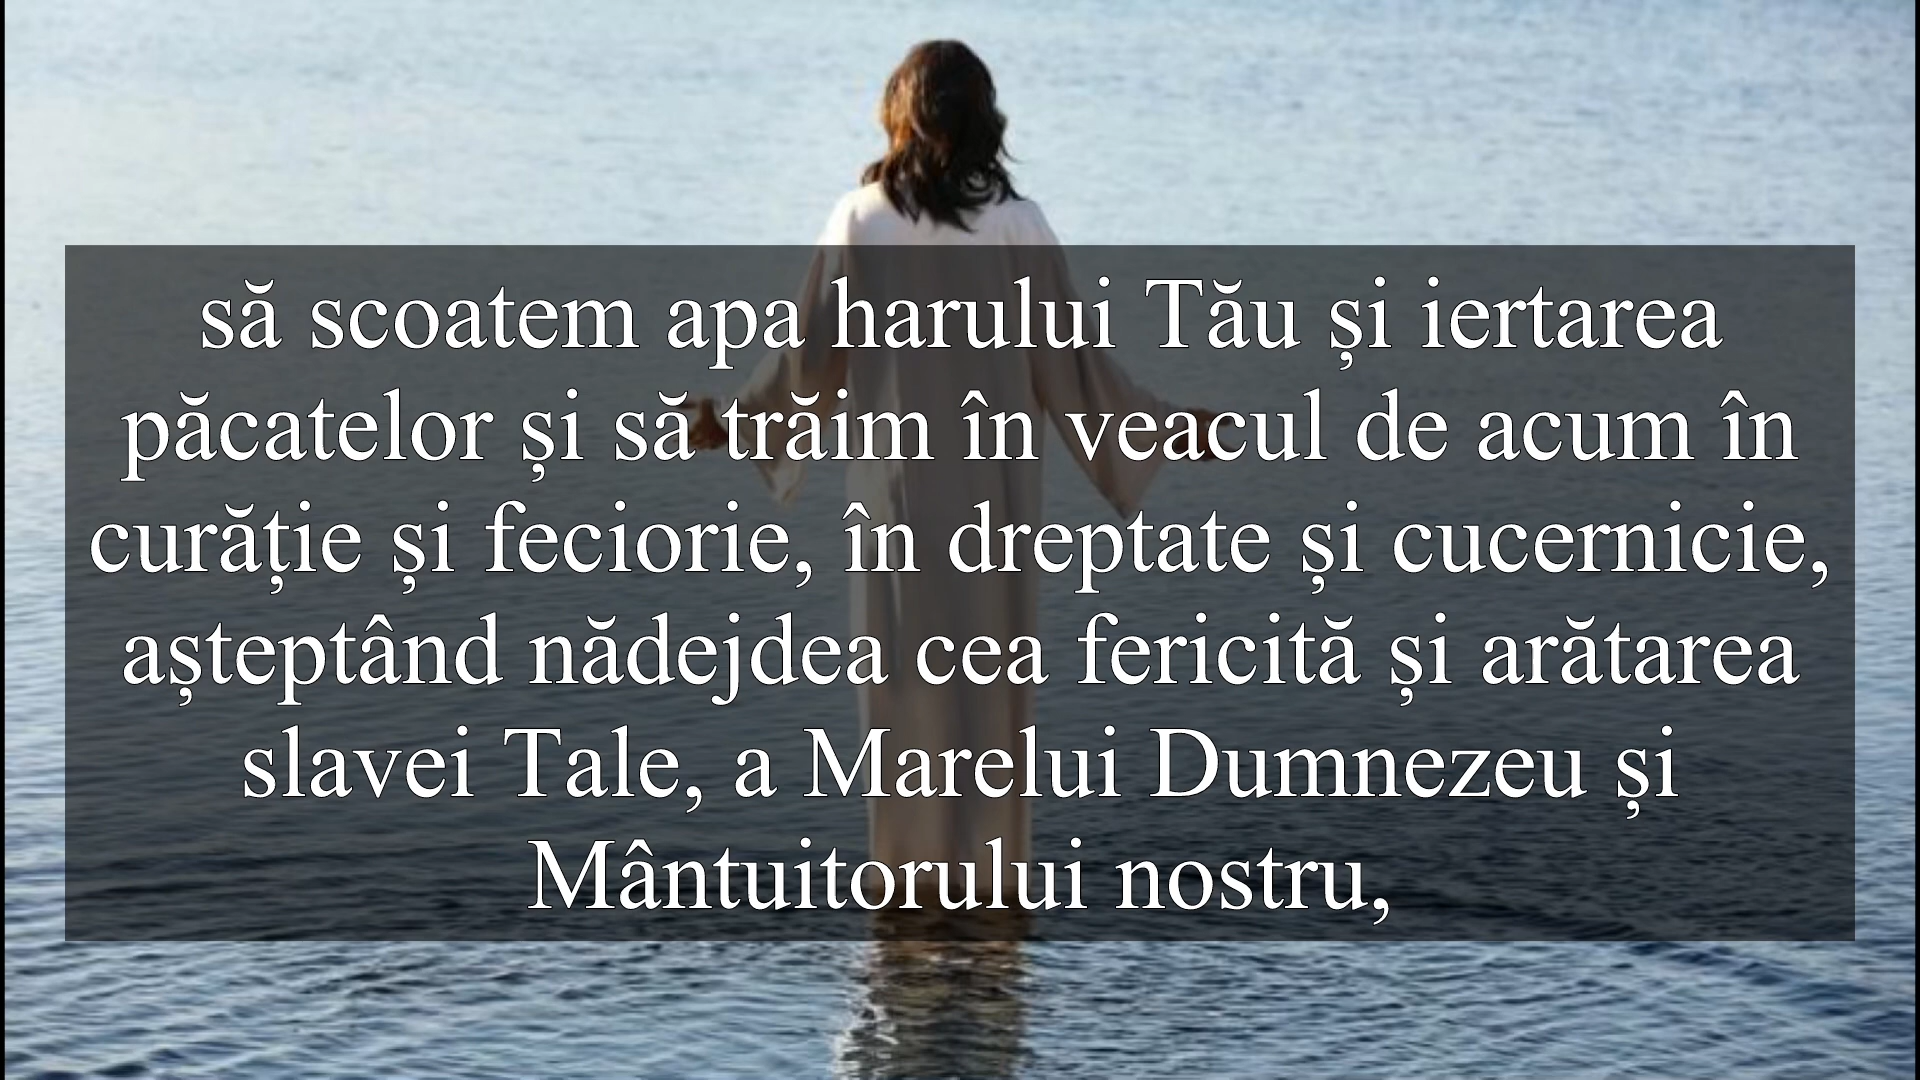 să scoatem apa harului Tău și iertarea
păcatelor și să trăim în veacul de acum în
curăție și feciorie, în dreptate și cucernicie,
așteptând nădejdea cea fericită și arătarea
slavei Tale, a Marelui Dumnezeu și
Mântuitorului nostru,